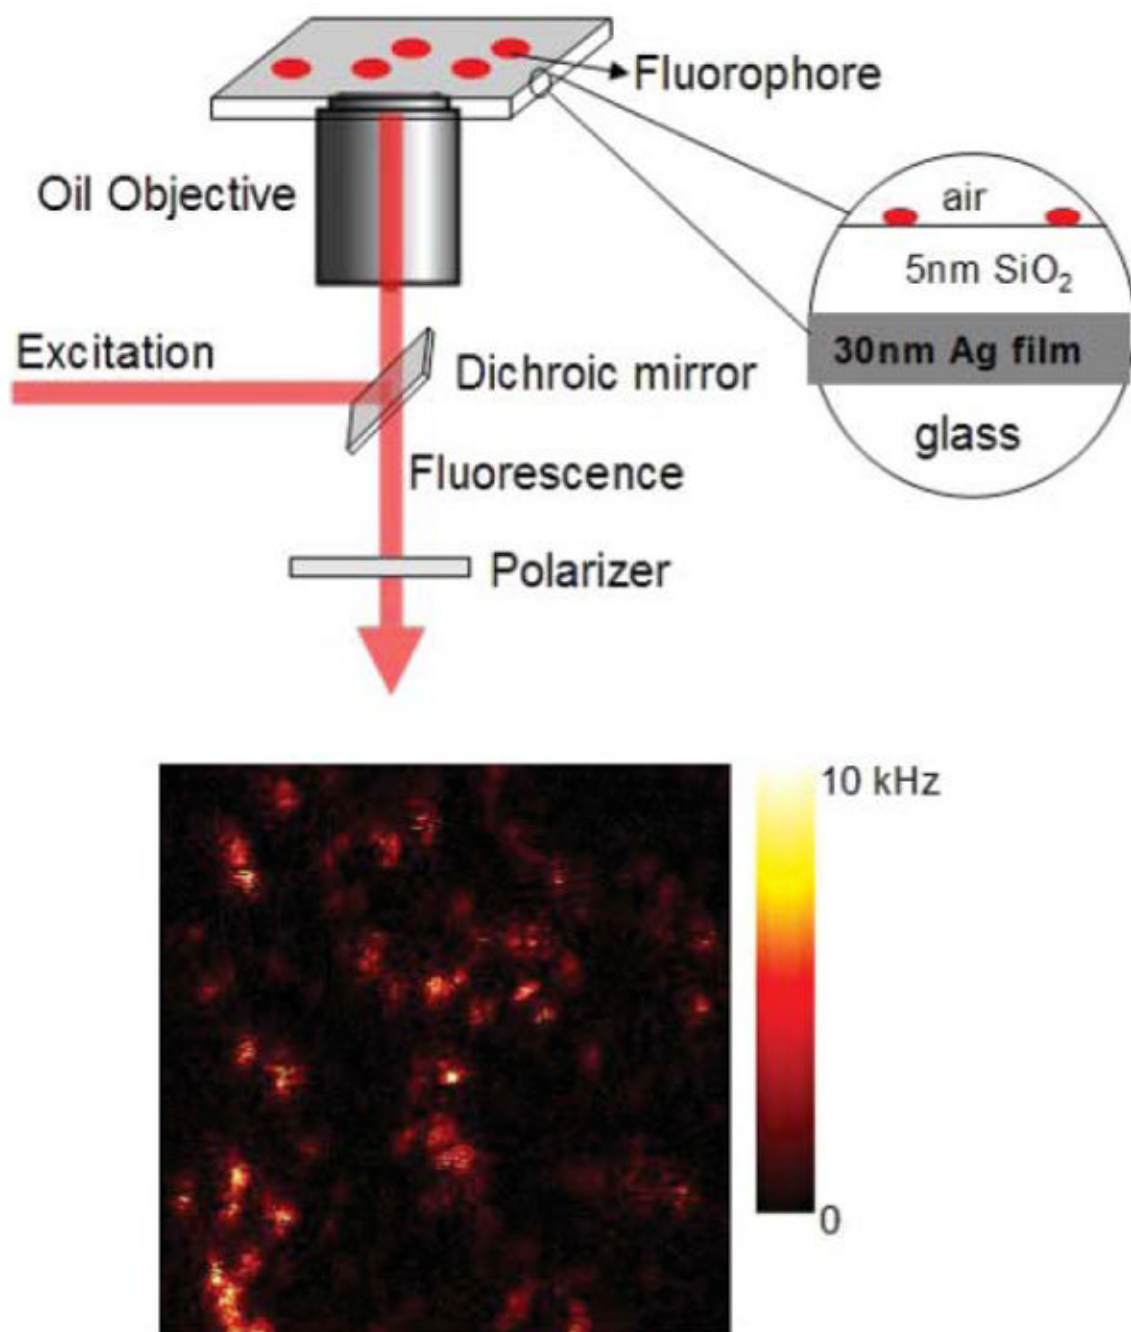 Fluorophore
Oil Objective
air
5nm SiO₂
30nm Ag film
glass
Excitation
Dichroic mirror
Fluorescence
Polarizer
10 kHz
0